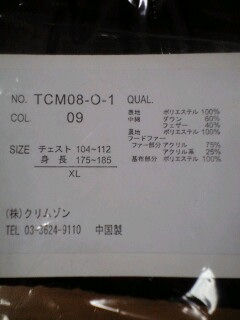 NO. TCM08-O-1
COL. 09
SIZE チェスト 104~112
身長 175~185
XL
QUAL.
表地 ポリエステル 100%
中綿 ダウン 60%
フェザー 40%
裏地 ポリエステル 100%
フードファー
ファー部分 アクリル 75%
アクリル系 25%
基布部分 ポリエステル 100%
(株)クリムゾン
TEL 03-3624-9110 中国製